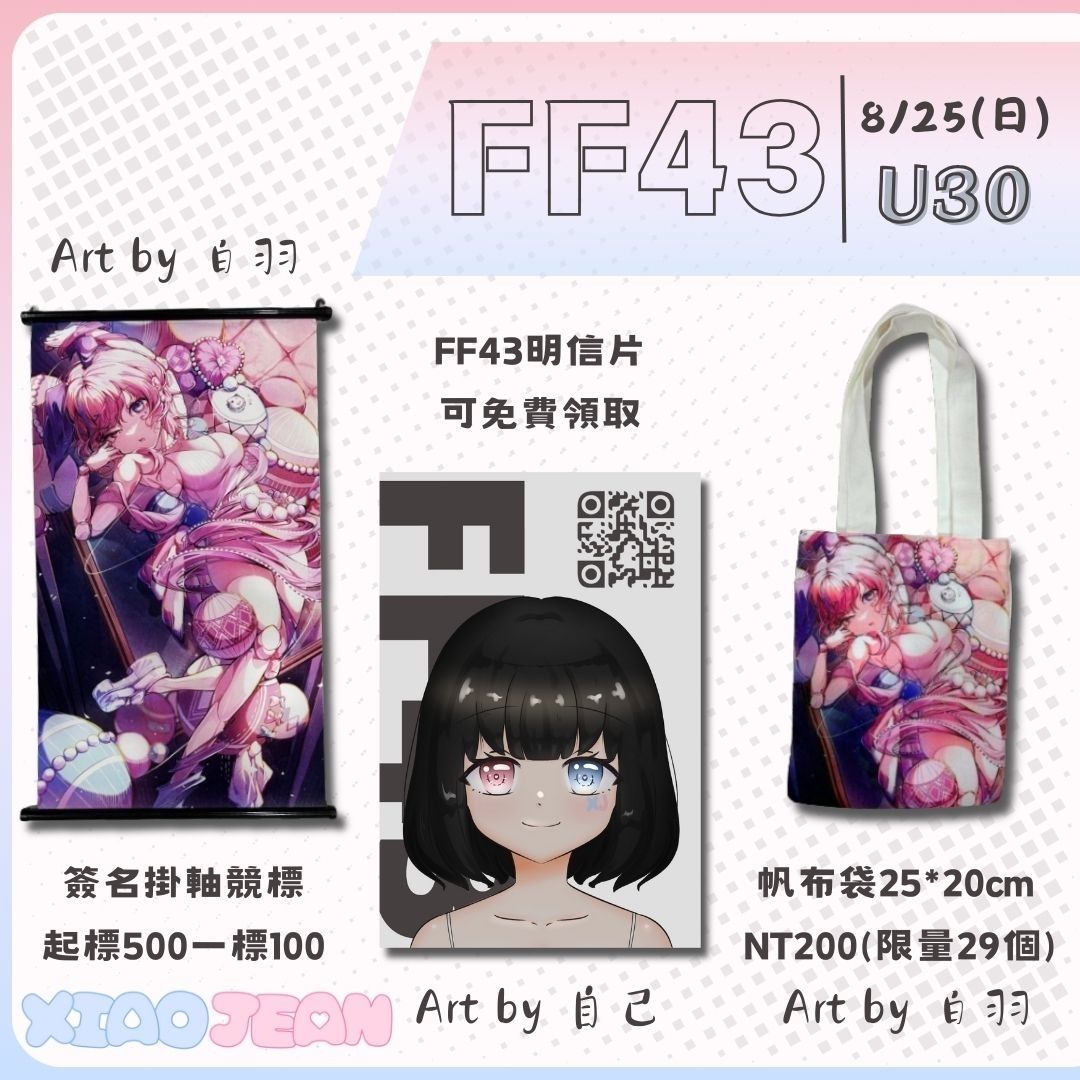 FF43
8/25(日)
U30
Art by 白羽
FF43明信片
可免費領取
FF43
XJ
簽名掛軸競標
起標500一標100
帆布袋25*20cm
NT200(限量29個)
XIAOJEAN
Art by 自己
Art by 白羽